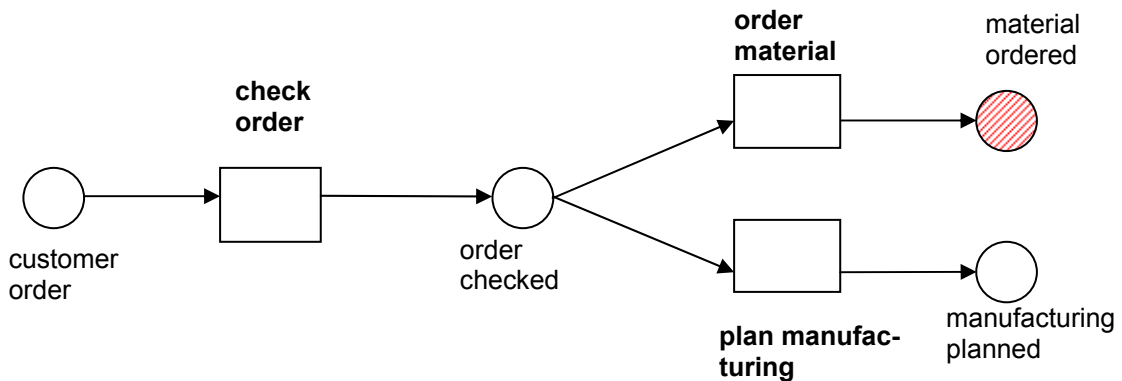 check
order
customer
order
order
checked
order
material
material
ordered
plan manufac-
turing
manufacturing
planned